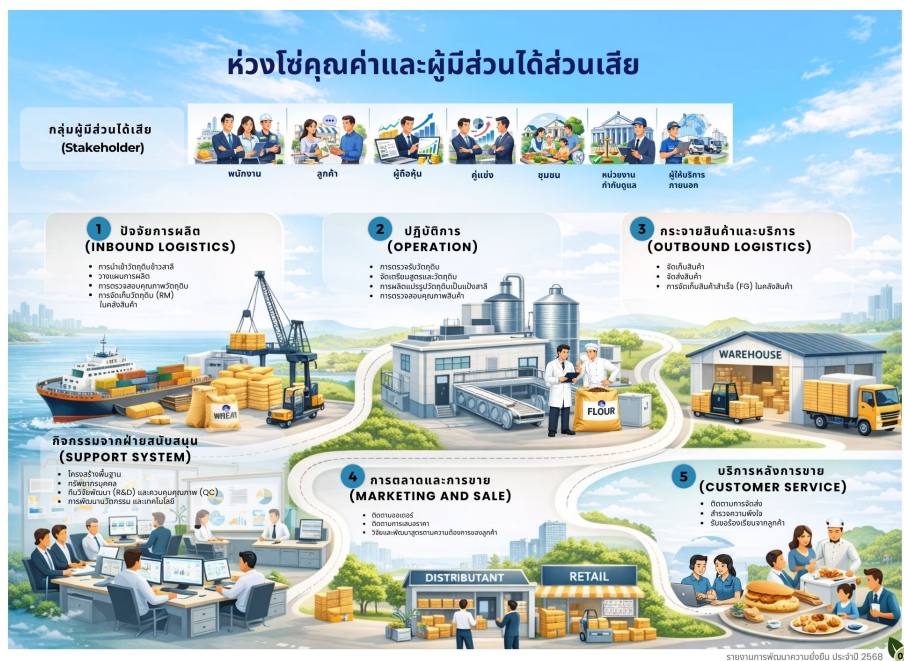 ห่วงโซ่คุณค่าและผู้มีส่วนได้ส่วนเสีย
กลุ่มผู้มีส่วนได้เสีย
(Stakeholder)
พนักงาน
ลูกค้า
ผู้ถือหุ้น
คู่แข่ง
ชุมชน
หน่วยงาน
กำกับดูแล
ผู้ให้บริการ
ภายนอก
1 ปัจจัยการผลิต
(INBOUND LOGISTICS)
• การนำเข้าวัตถุดิบข้าวสาลี
• วางแผนการผลิต
• การตรวจสอบคุณภาพวัตถุดิบ
• การจัดเก็บวัตถุดิบ (RM)
ในคลังสินค้า
2 ปฏิบัติการ
(OPERATION)
• การตรวจรับวัตถุดิบ
• จัดเตรียมสูตรและวัตถุดิบ
• การผลิตแปรรูปวัตถุดิบเป็นแป้งสาลี
• การตรวจสอบคุณภาพสินค้า
3 กระจายสินค้าและบริการ
(OUTBOUND LOGISTICS)
• จัดเก็บสินค้า
• จัดส่งสินค้า
• การจัดเก็บสินค้าสำเร็จ (FG) ในคลังสินค้า
WAREHOUSE
WHEAT
FLOUR
กิจกรรมจากฝ่ายสนับสนุน
(SUPPORT SYSTEM)
• โครงสร้างพื้นฐาน
• ทรัพยากรบุคคล
• ทีมวิจัยพัฒนา (R&D) และควบคุมคุณภาพ (QC)
• การพัฒนานวัตกรรม และเทคโนโลยี
4 การตลาดและการขาย
(MARKETING AND SALE)
• ติดตามออเดอร์
• ติดตามการเสนอราคา
• วิจัยและพัฒนาสูตรตามความต้องการของลูกค้า
DISTRIBUTANT
RETAIL
5 บริการหลังการขาย
(CUSTOMER SERVICE)
• ติดตามการจัดส่ง
• สำรวจความพึงใจ
• รับขอร้องเรียนจากลูกค้า
รายงานการพัฒนาความยั่งยืน ประจำปี 2568